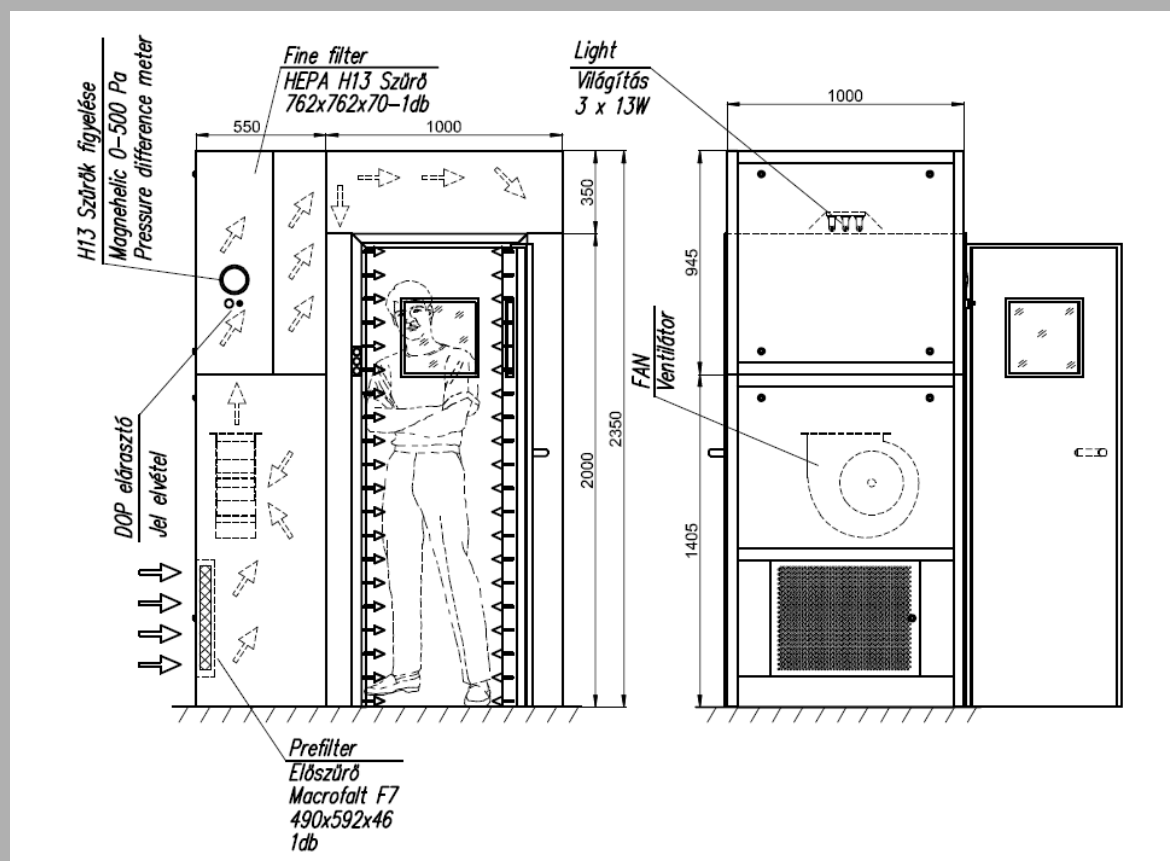 H13 Szűrők figyelése
Magnehelic 0-500 Pa
Pressure difference meter
Fine filter
HEPA H13 Szűrő
762x762x70-1db
Light
Világítás
3 x 13W
550
1000
1000
350
2000
2350
945
1405
FAN
Ventilátor
DOP elárasztó
Jel elvétel
Prefilter
Előszűrő
Macrofalt F7
490x592x46
1db